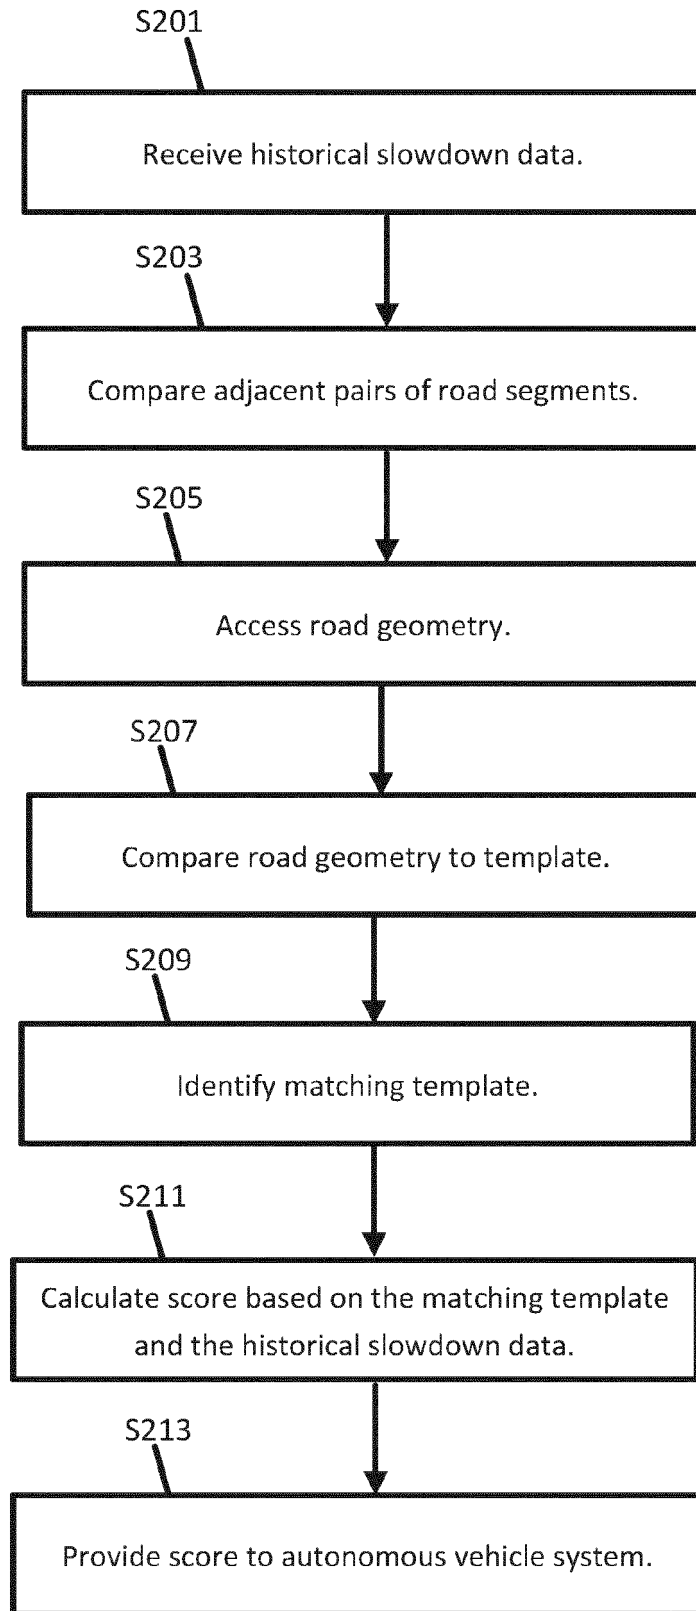 S201
Receive historical slowdown data.
S203
Compare adjacent pairs of road segments.
S205
Access road geometry.
S207
Compare road geometry to template.
S209
Identify matching template.
S211
Calculate score based on the matching template
and the historical slowdown data.
S213
Provide score to autonomous vehicle system.